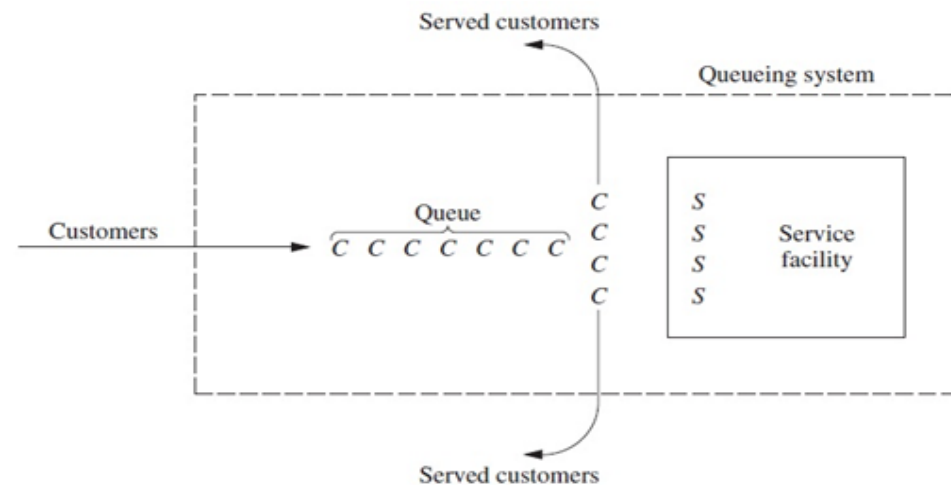 Served customers
Queueing system
Queue
Customers
C C C C C C C
C
C
C
C
S
S
S
S
Service
facility
Served customers